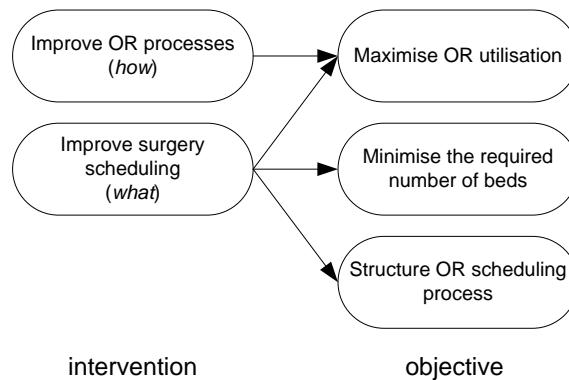 Improve OR processes
(how)
Maximise OR utilisation
Improve surgery
scheduling
(what)
Minimise the required
number of beds
Structure OR scheduling
process
intervention
objective